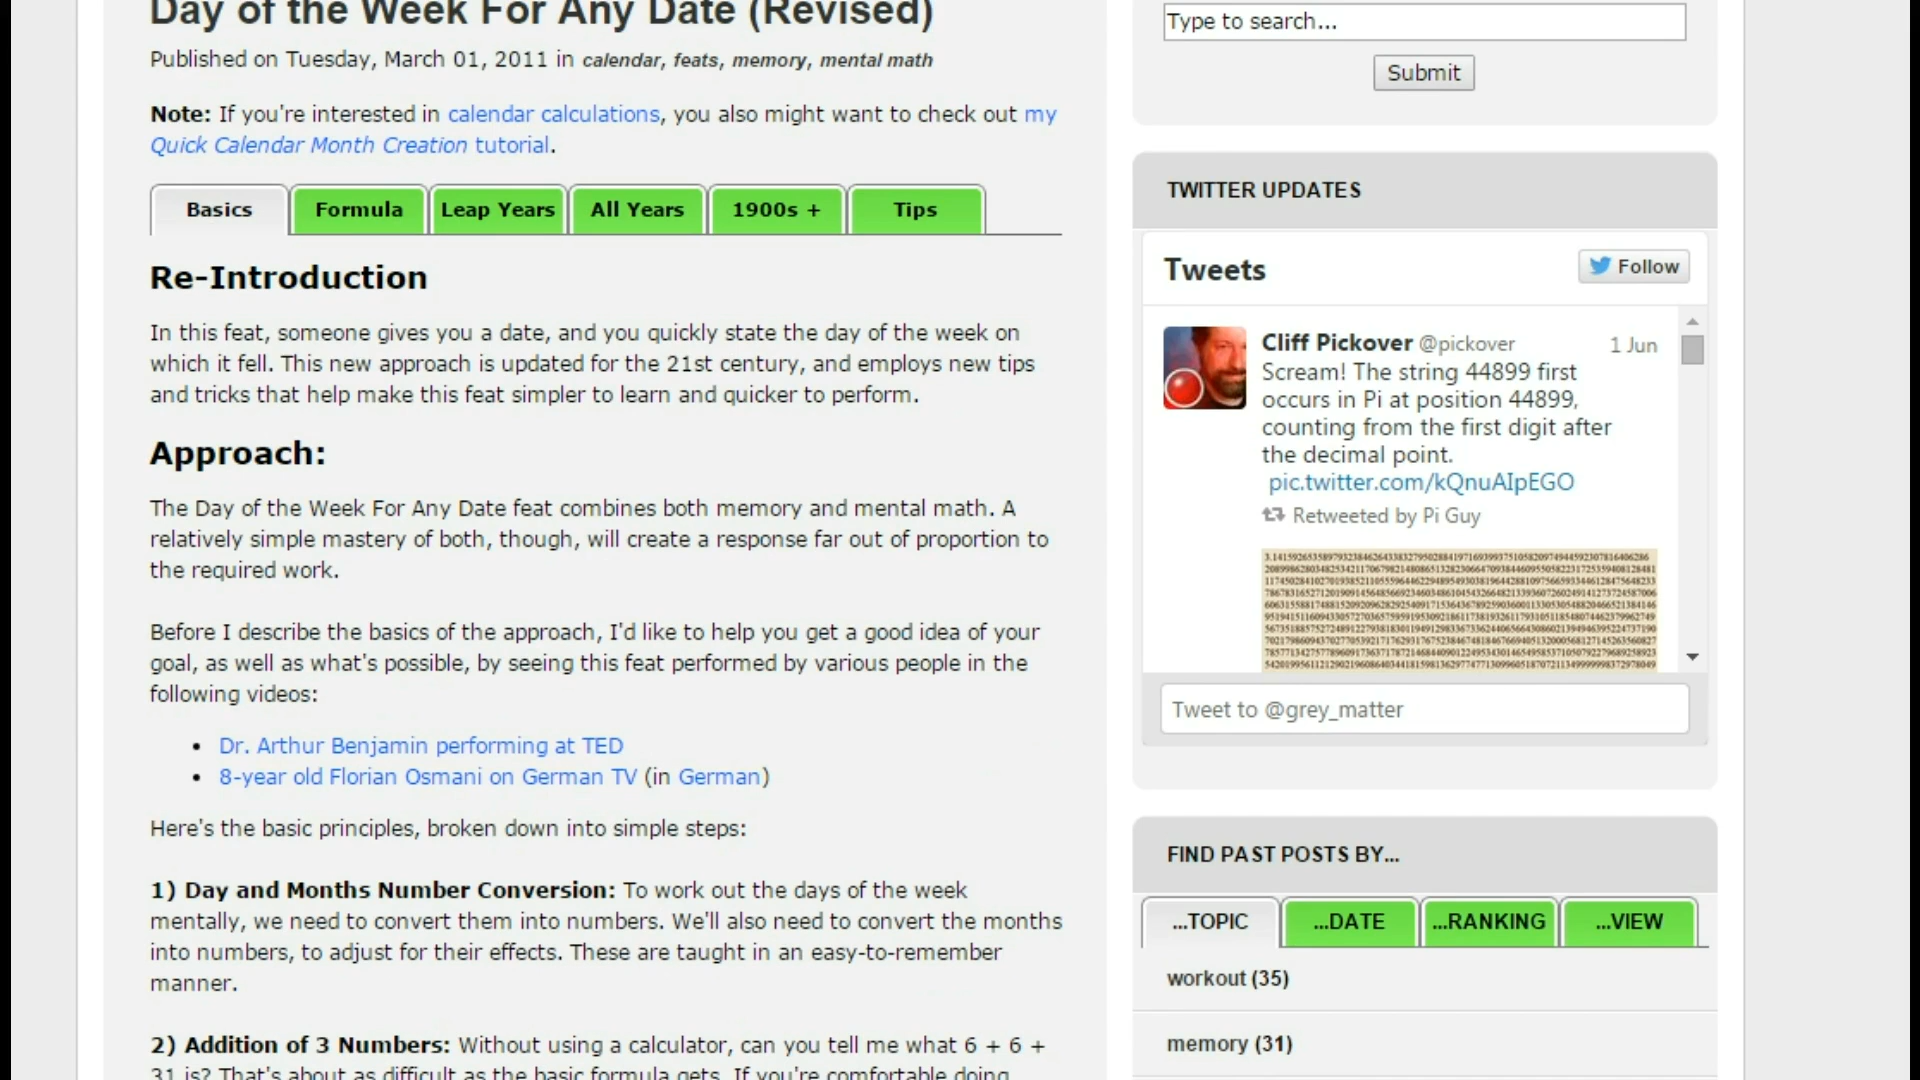 Day of the Week For Any Date (Revised)
Published on Tuesday, March 01, 2011 in calendar, feats, memory, mental math
Note: If you're interested in calendar calculations, you also might want to check out my
Quick Calendar Month Creation tutorial.
Basics
Formula
Leap Years
All Years
1900s +
Tips
Re-Introduction
In this feat, someone gives you a date, and you quickly state the day of the week on
which it fell. This new approach is updated for the 21st century, and employs new tips
and tricks that help make this feat simpler to learn and quicker to perform.
Approach:
The Day of the Week For Any Date feat combines both memory and mental math. A
relatively simple mastery of both, though, will create a response far out of proportion to
the required work.
Before I describe the basics of the approach, I'd like to help you get a good idea of your
goal, as well as what's possible, by seeing this feat performed by various people in the
following videos:
• Dr. Arthur Benjamin performing at TED
• 8-year old Florian Osmani on German TV (in German)
Here's the basic principles, broken down into simple steps:
1) Day and Months Number Conversion: To work out the days of the week
mentally, we need to convert them into numbers. We'll also need to convert the months
into numbers, to adjust for their effects. These are taught in an easy-to-remember
manner.
2) Addition of 3 Numbers: Without using a calculator, can you tell me what 6 + 6 +
31 is? That's about as difficult as the basic formula gets. If you're comfortable doing
Type to search...
Submit
TWITTER UPDATES
Tweets
Follow
Cliff Pickover @pickover
1 Jun
Scream! The string 44899 first
occurs in Pi at position 44899,
counting from the first digit after
the decimal point.
pic.twitter.com/kQnuAIpEGO
Retweeted by Pi Guy
Tweet to @grey_matter
FIND PAST POSTS BY...
...TOPIC
...DATE
...RANKING
...VIEW
workout (35)
memory (31)